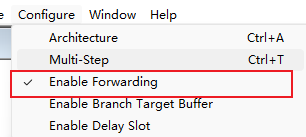 e Configure Window Help
Architecture Ctrl+A
Multi-Step Ctrl+T
✓ Enable Forwarding
Enable Branch Target Buffer
Enable Delay Slot